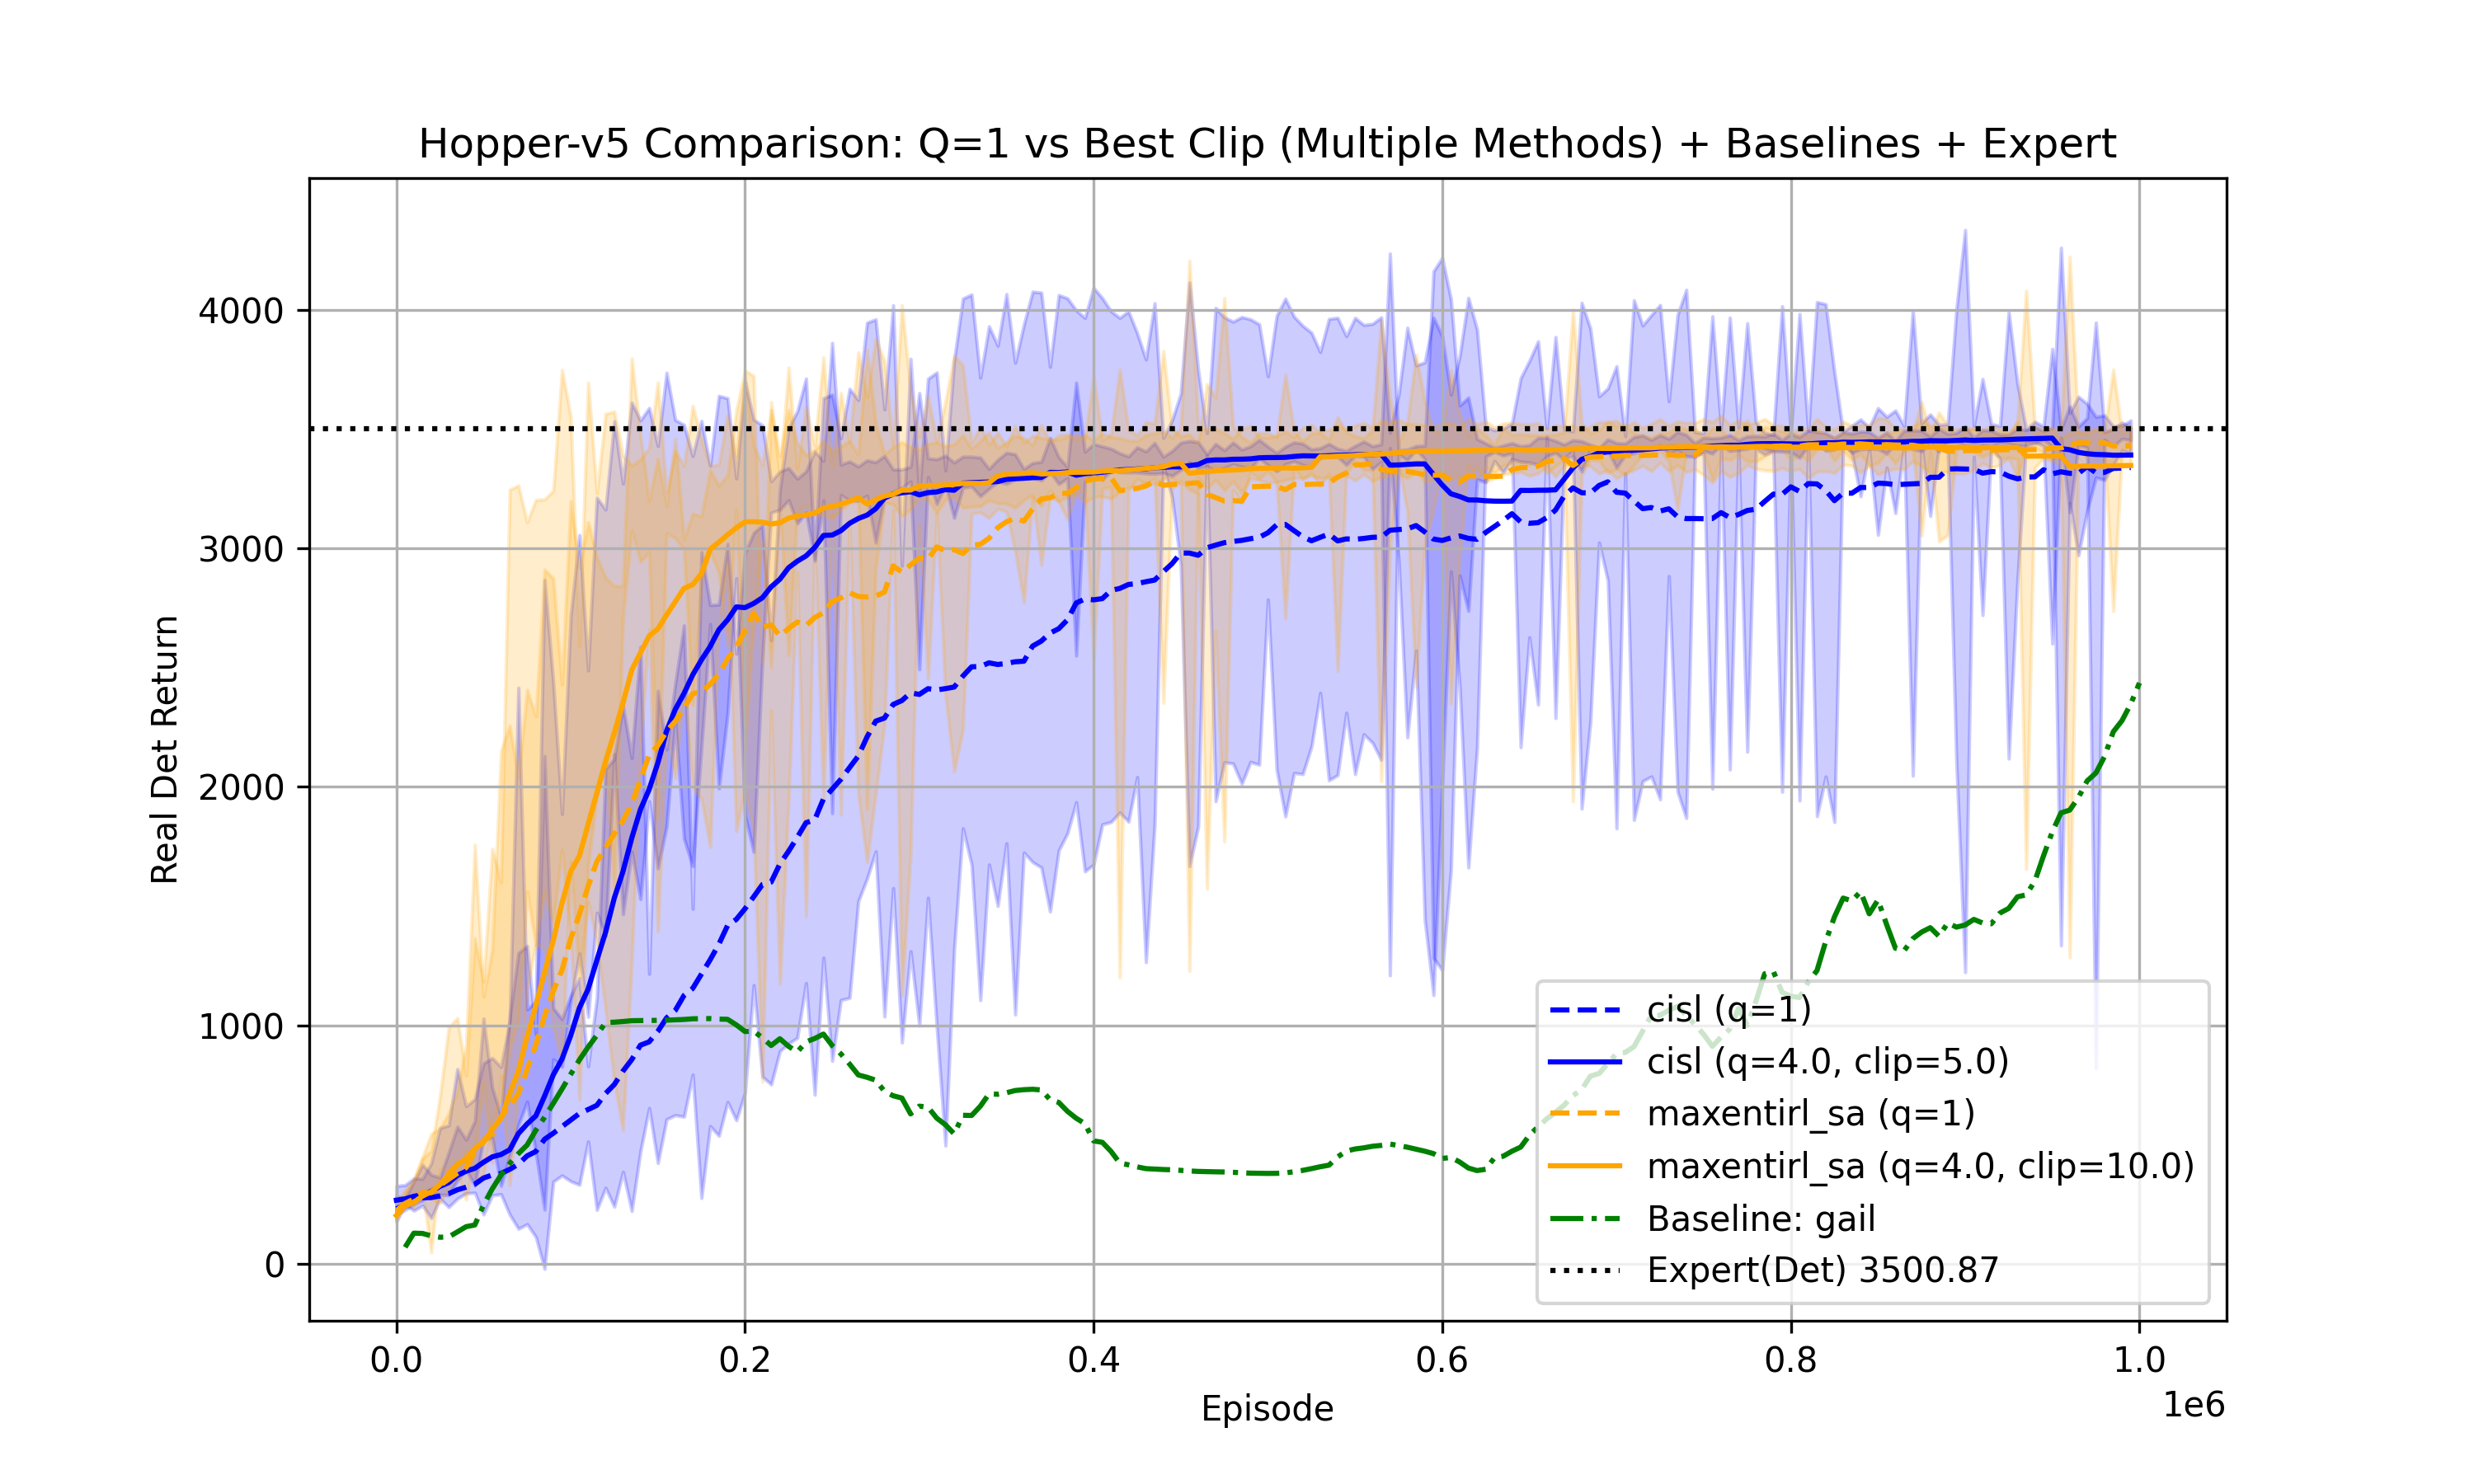 Hopper-v5 Comparison: Q=1 vs Best Clip (Multiple Methods) + Baselines + Expert
Real Det Return
4000
3000
2000
1000
0
0.0 0.2 0.4 0.6 0.8 1.0
1e6
Episode
cisl (q=1)
cisl (q=4.0, clip=5.0)
maxentirl_sa (q=1)
maxentirl_sa (q=4.0, clip=10.0)
Baseline: gail
Expert(Det) 3500.87